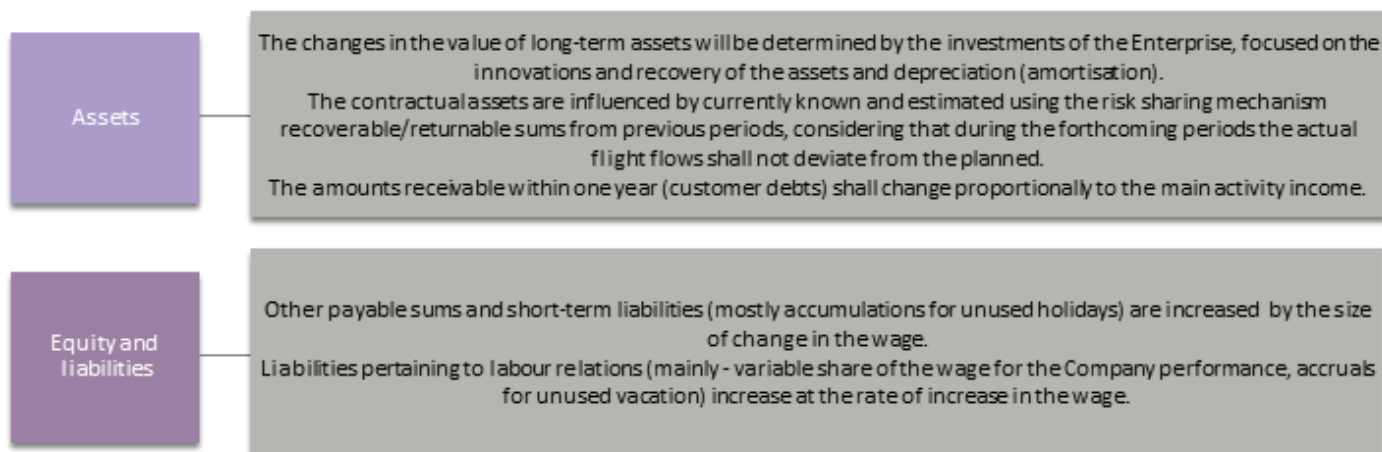 Assets
The changes in the value of long-term assets will be determined by the investments of the Enterprise, focused on the
innovations and recovery of the assets and depreciation (amortisation).
The contractual assets are influenced by currently known and estimated using the risk sharing mechanism
recoverable/returnable sums from previous periods, considering that during the forthcoming periods the actual
flight flows shall not deviate from the planned.
The amounts receivable within one year (customer debts) shall change proportionally to the main activity income.
Equity and
liabilities
Other payable sums and short-term liabilities (mostly accumulations for unused holidays) are increased by the size
of change in the wage.
Liabilities pertaining to labour relations (mainly - variable share of the wage for the Company performance, accruals
for unused vacation) increase at the rate of increase in the wage.